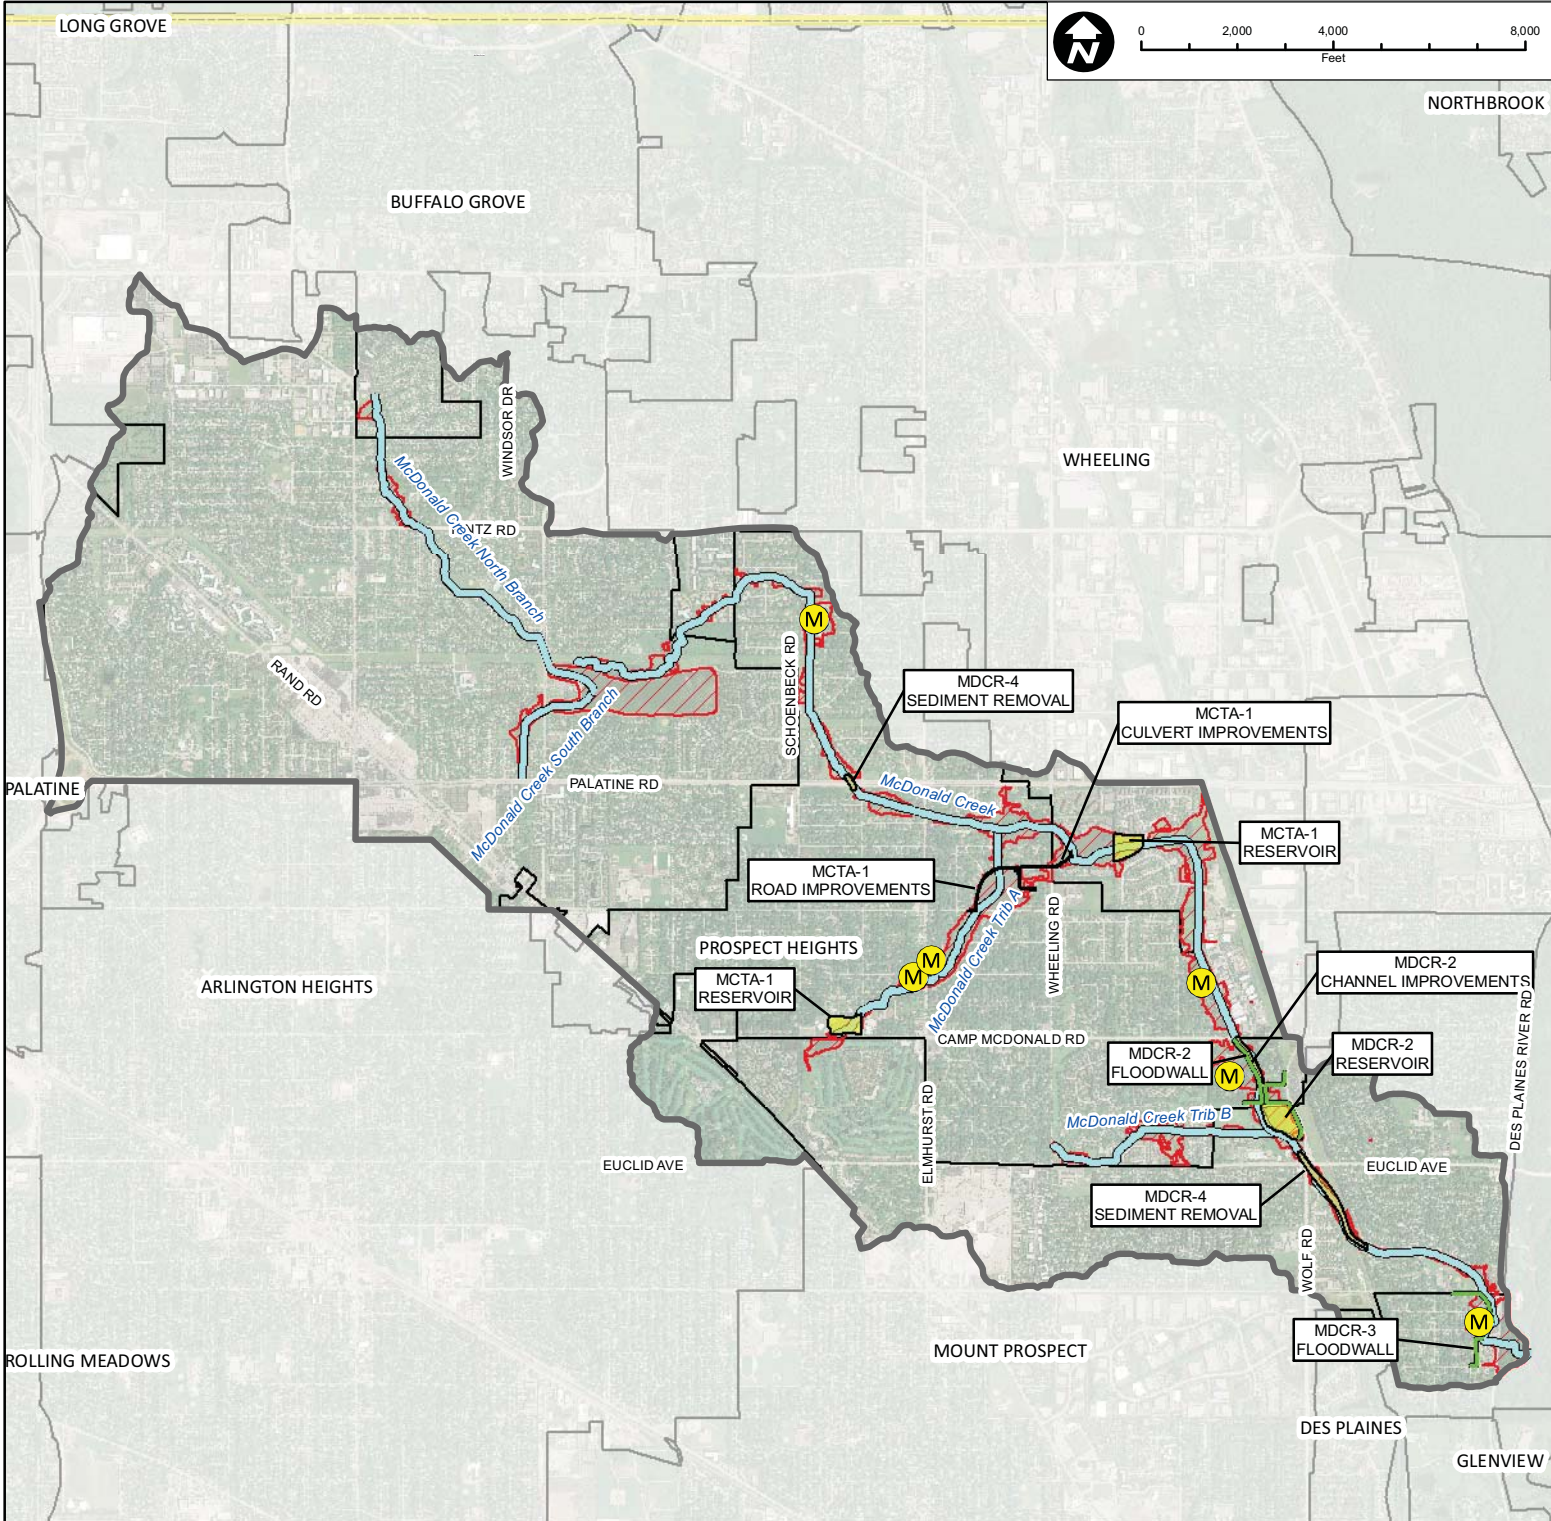 LONG GROVE
N
0 2,000 4,000 8,000
Feet
NORTHBROOK
BUFFALO GROVE
WINDSOR DR
WHEELING
McDonald Creek North Branch
NTZ RD
M
SCHOENBECK RD
RAND RD
MDCR-4
SEDIMENT REMOVAL
MCTA-1
CULVERT IMPROVEMENTS
McDonald Creek South Branch
PALATINE
PALATINE RD
McDonald Creek
MCTA-1
RESERVOIR
MCTA-1
ROAD IMPROVEMENTS
McDonald Creek Trib A
WHEELING RD
PROSPECT HEIGHTS
M
M
M
ARLINGTON HEIGHTS
MCTA-1
RESERVOIR
MDCR-2
CHANNEL IMPROVEMENTS
DES PLAINES RIVER RD
CAMP MCDONALD RD
MDCR-2
FLOODWALL
MDCR-2
RESERVOIR
M
ELMHURST RD
McDonald Creek Trib B
EUCLID AVE
EUCLID AVE
MDCR-4
SEDIMENT REMOVAL
WOLF RD
M
MDCR-3
FLOODWALL
ROLLING MEADOWS
MOUNT PROSPECT
DES PLAINES
GLENVIEW